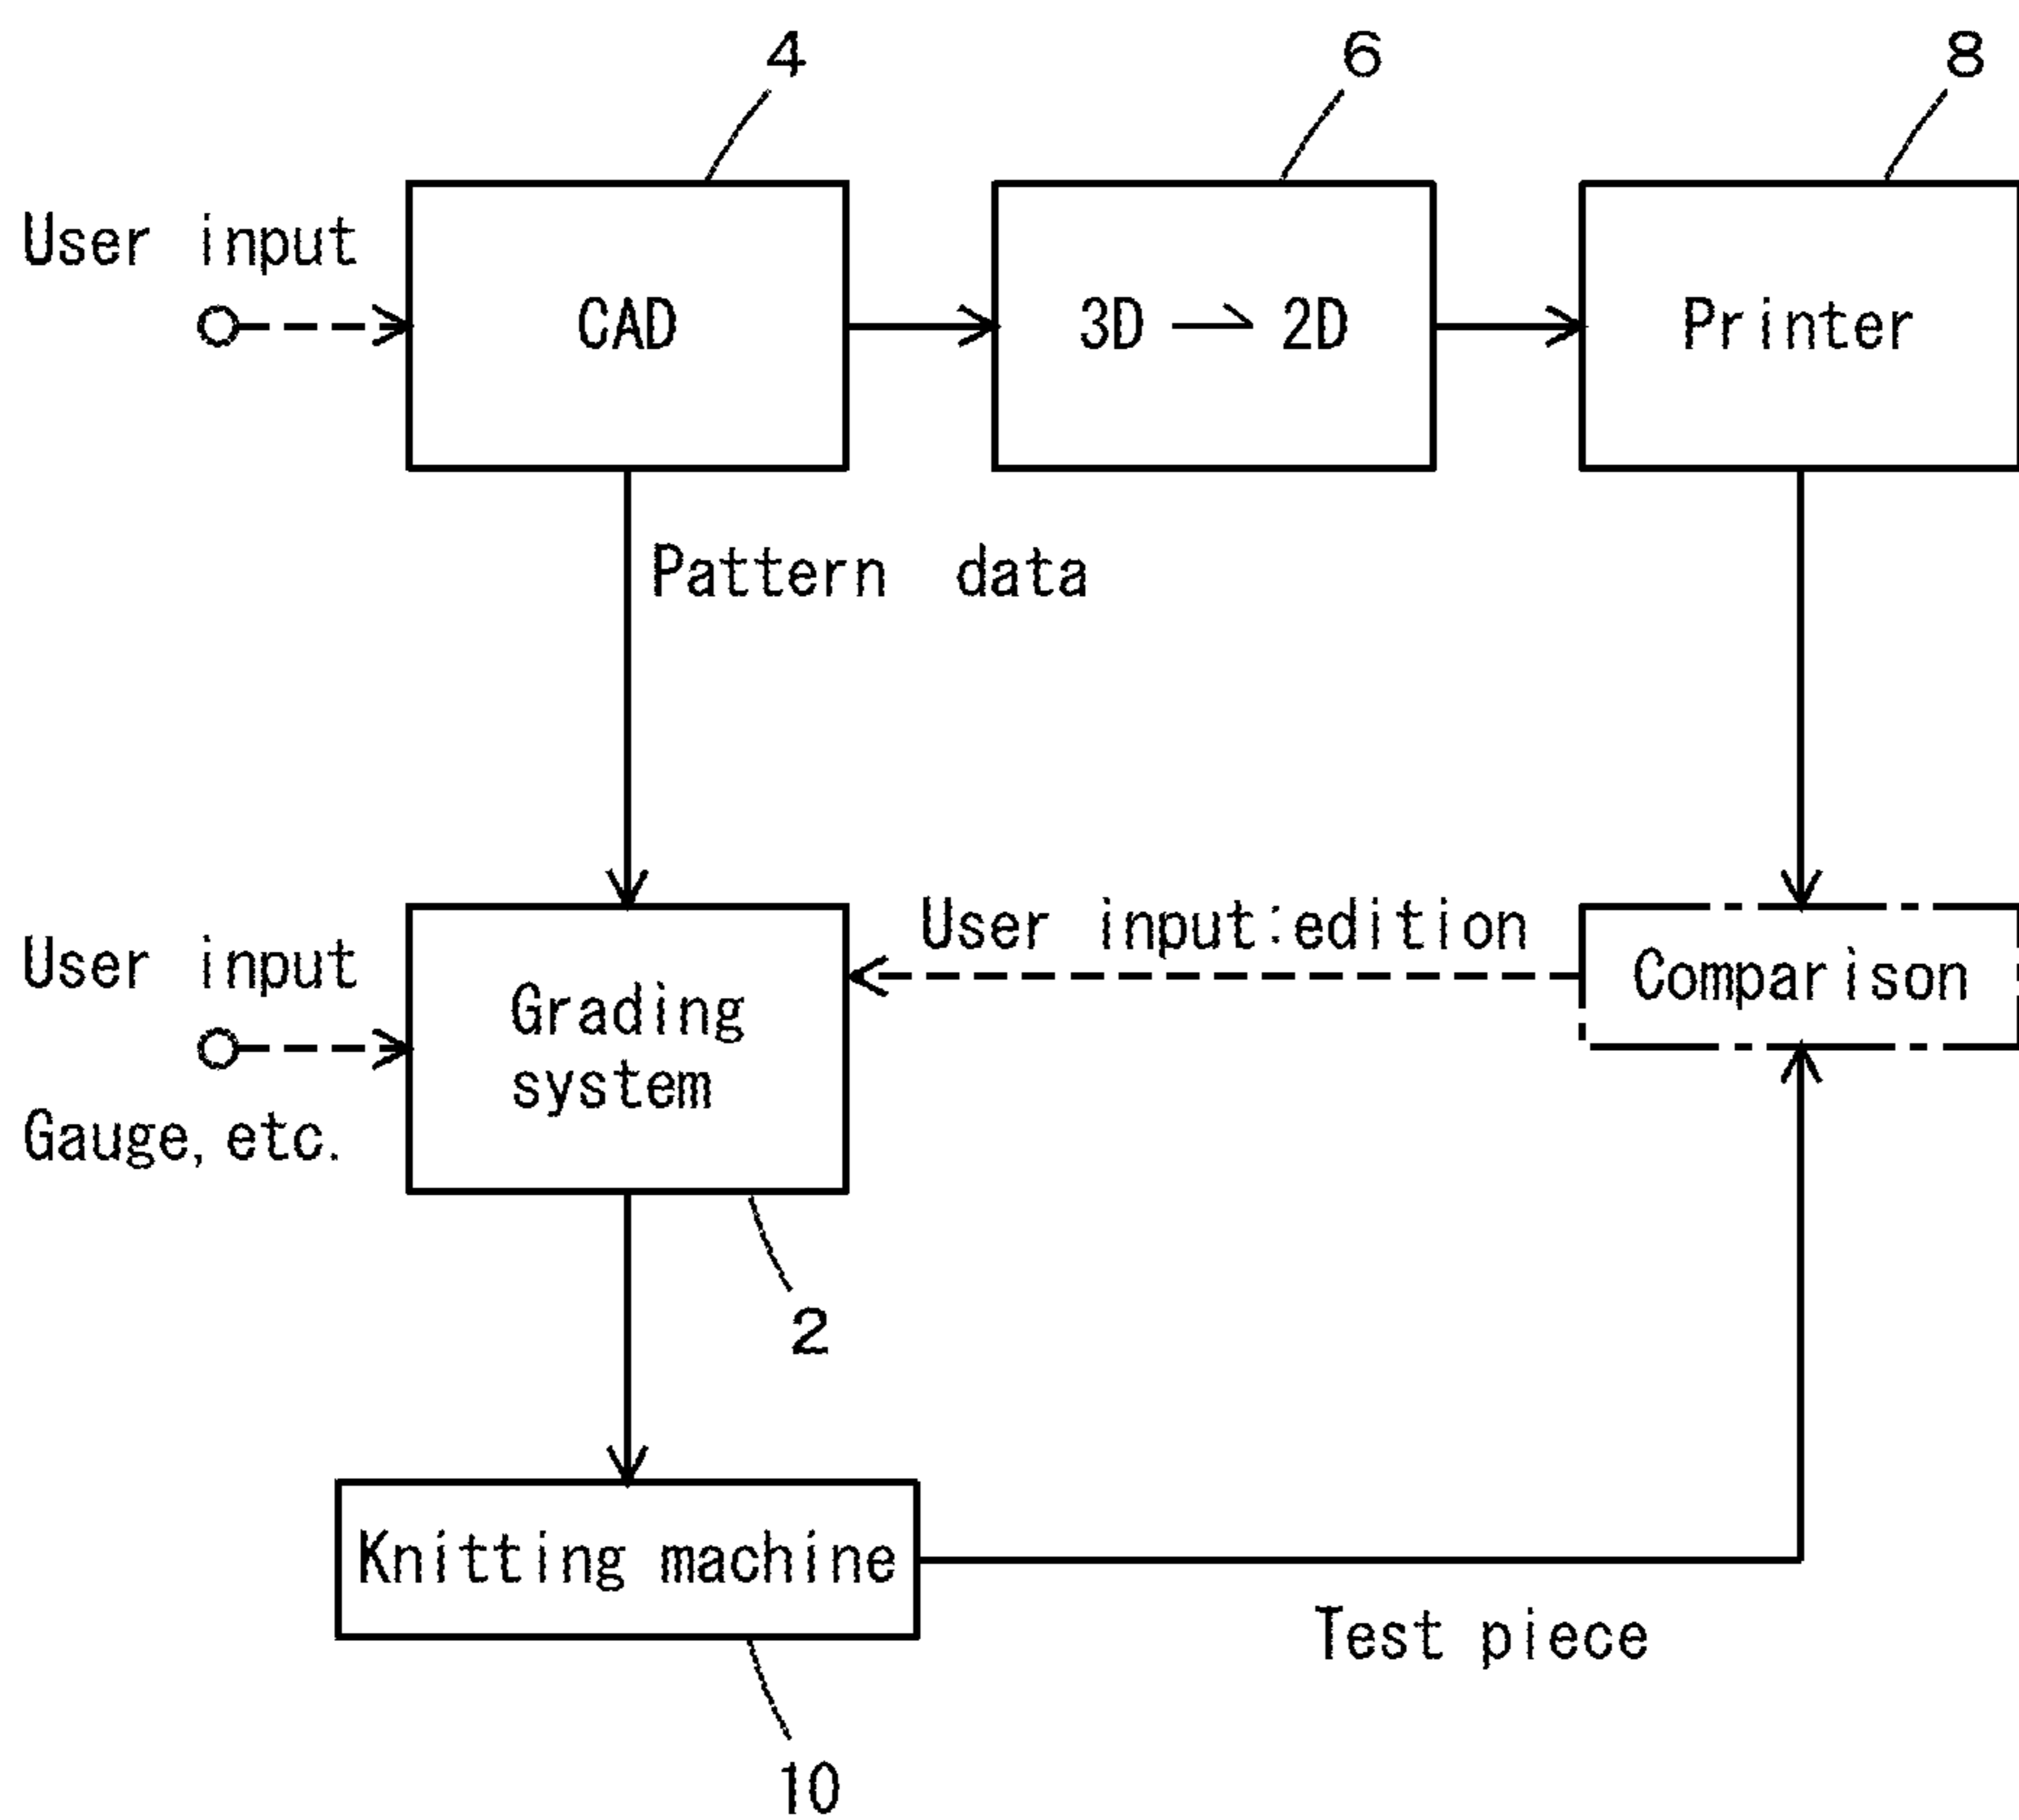 4
6
8
User input
CAD
3D → 2D
Printer
Pattern data
User input:edition
User input
Comparison
Grading
system
Gauge, etc.
2
Knitting machine
Test piece
10